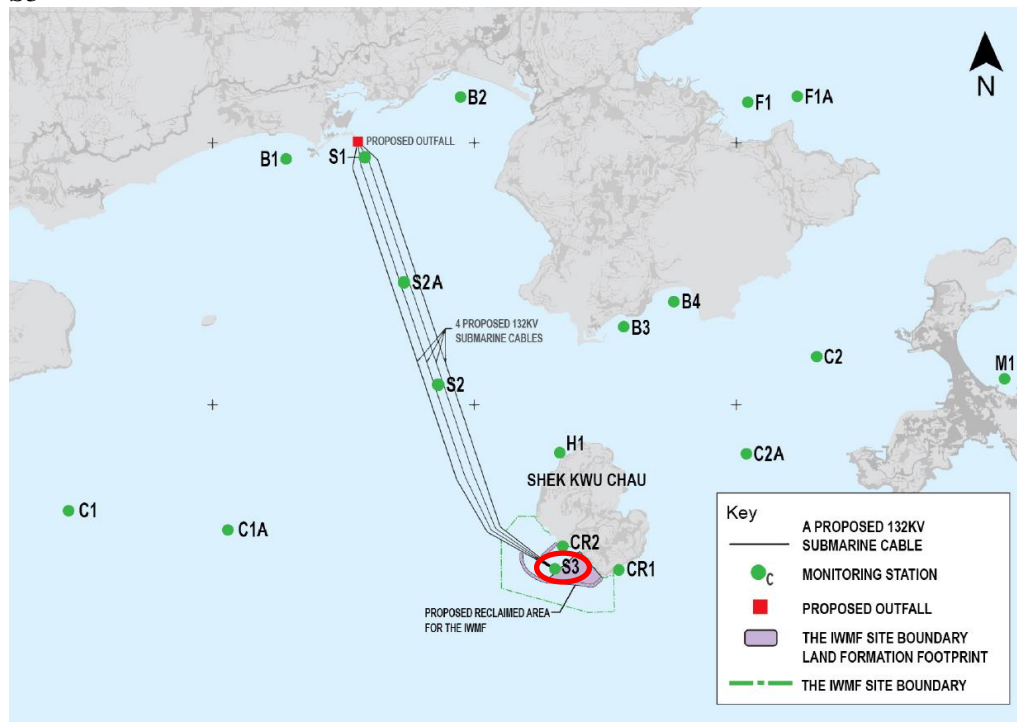 B2
F1
F1A
N
PROPOSED OUTFALL
B1
S1
S2A
B4
4 PROPOSED 132KV
SUBMARINE CABLES
B3
C2
M1
S2
H1
C2A
SHEK KWU CHAU
C1
C1A
CR2
S3
CR1
PROPOSED RECLAIMED AREA
FOR THE IWMF
Key
A PROPOSED 132KV
SUBMARINE CABLE
C
MONITORING STATION
PROPOSED OUTFALL
THE IWMF SITE BOUNDARY
LAND FORMATION FOOTPRINT
THE IWMF SITE BOUNDARY